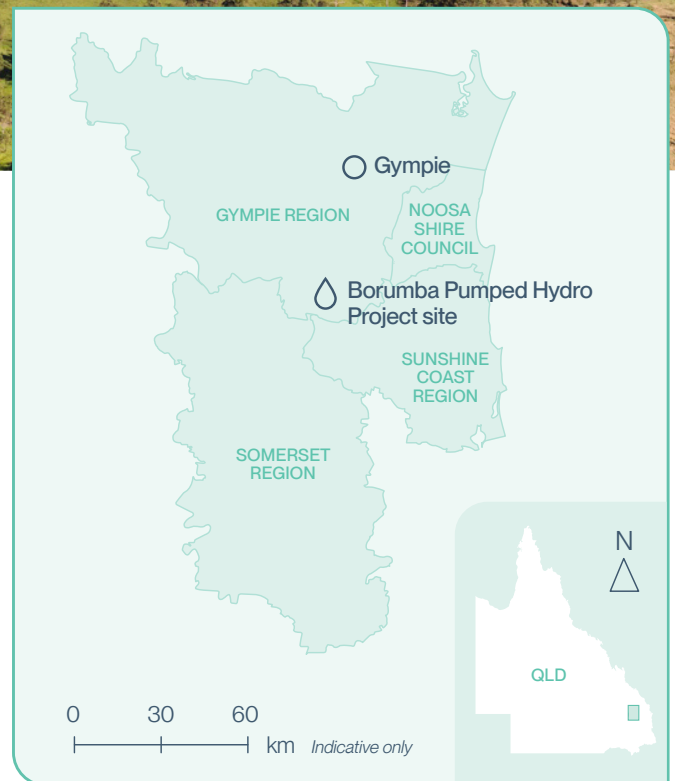 Gympie
GYMPIE REGION
NOOSA
SHIRE
COUNCIL
Borumba Pumped Hydro
Project site
SUNSHINE
COAST
REGION
SOMERSET
REGION
N
QLD
0 30 60
km Indicative only